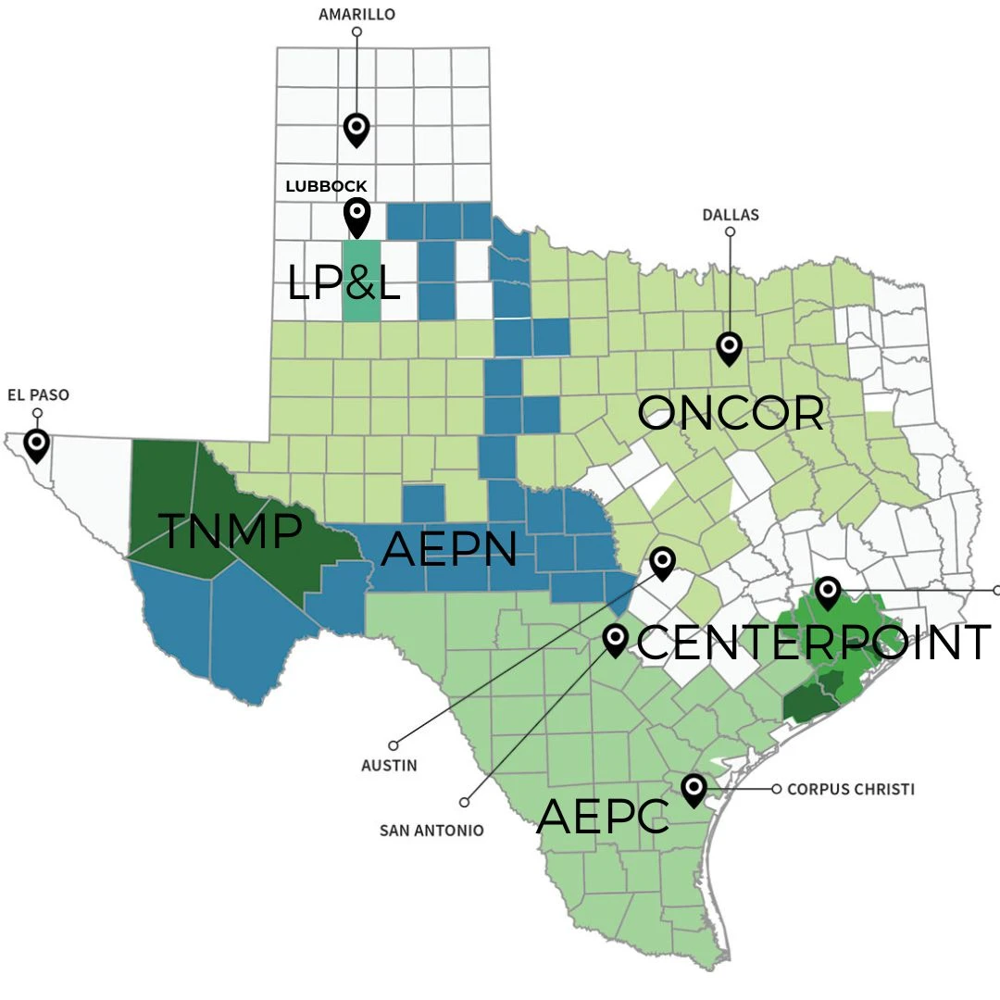 AMARILLO
LUBBOCK
DALLAS
LP&L
EL PASO
ONCOR
TNMP
AEPN
CENTERPOINT
AUSTIN
CORPUS CHRISTI
AEPC
SAN ANTONIO